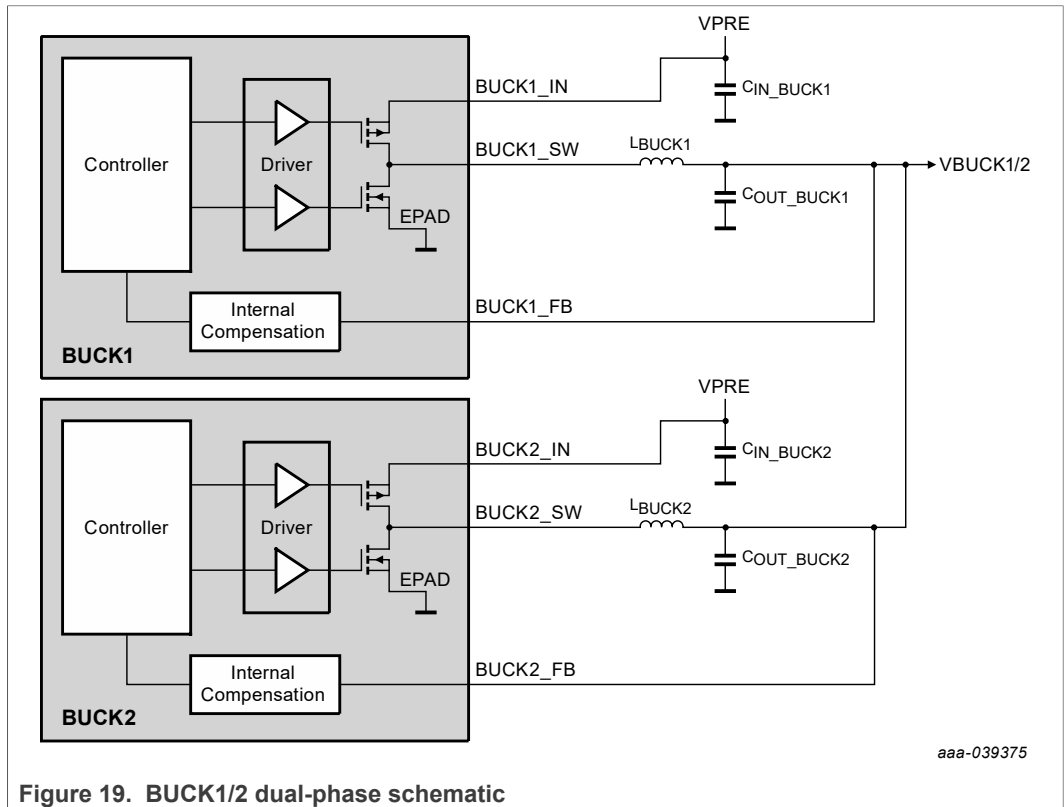 VPRE
BUCK1_IN
CIN_BUCK1
Controller
Driver
BUCK1_SW
LBUCK1
VBUCK1/2
COUT_BUCK1
EPAD
Internal
Compensation
BUCK1_FB
BUCK1
VPRE
BUCK2_IN
CIN_BUCK2
Controller
Driver
BUCK2_SW
LBUCK2
COUT_BUCK2
EPAD
Internal
Compensation
BUCK2_FB
BUCK2
aaa-039375
Figure 19. BUCK1/2 dual-phase schematic